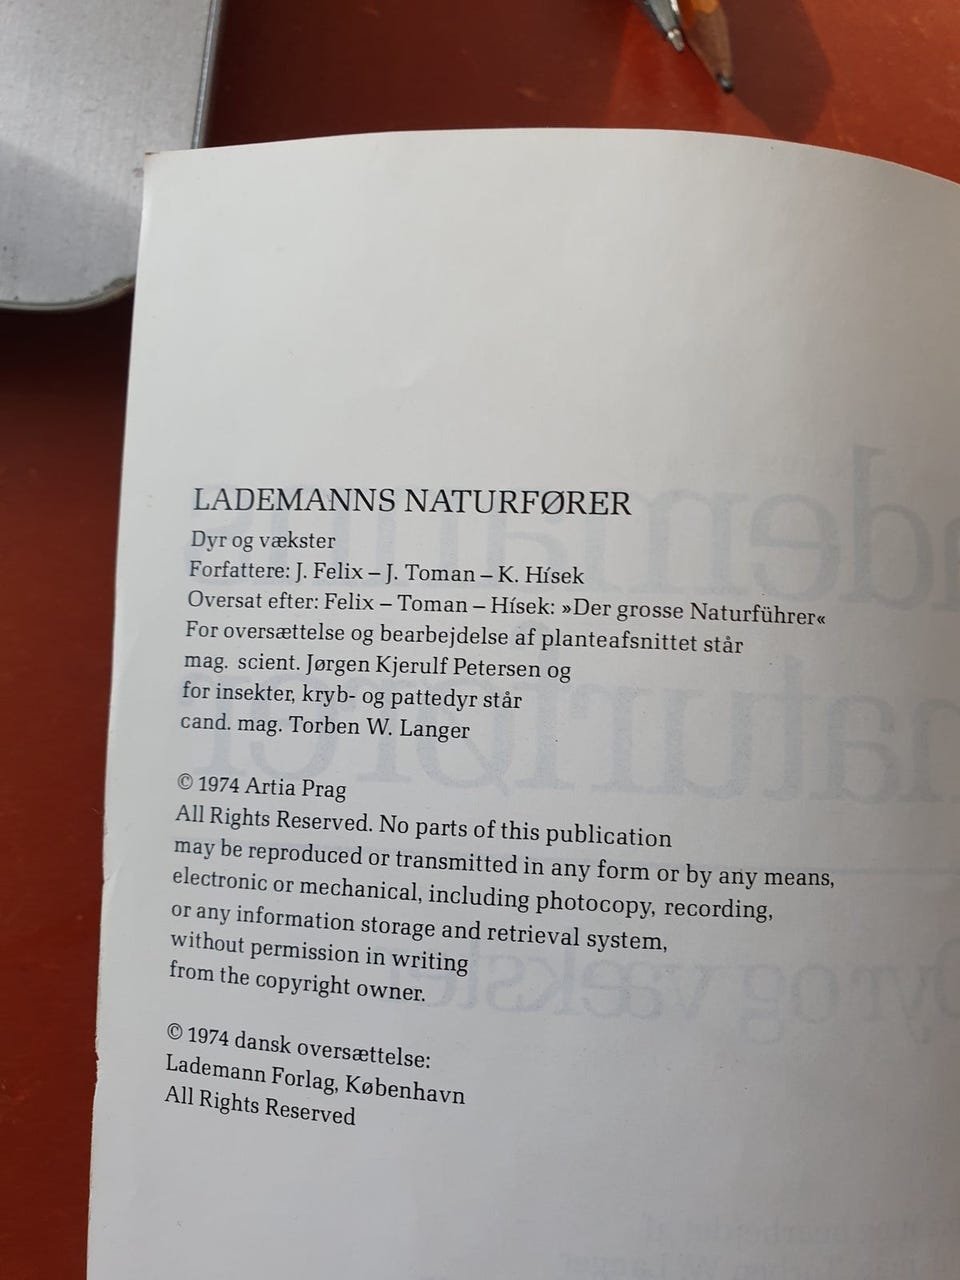 LADEMANNS NATURFØRER
Dyr og vækster
Forfattere: J. Felix – J. Toman – K. Hísek
Oversat efter: Felix – Toman – Hísek: »Der grosse Naturführer«
For oversættelse og bearbejdelse af planteafsnittet står
mag. scient. Jørgen Kjerulf Petersen og
for insekter, kryb- og pattedyr står
cand. mag. Torben W. Langer
© 1974 Artia Prag
All Rights Reserved. No parts of this publication
may be reproduced or transmitted in any form or by any means,
electronic or mechanical, including photocopy, recording,
or any information storage and retrieval system,
without permission in writing
from the copyright owner.
© 1974 dansk oversættelse:
Lademann Forlag, København
All Rights Reserved